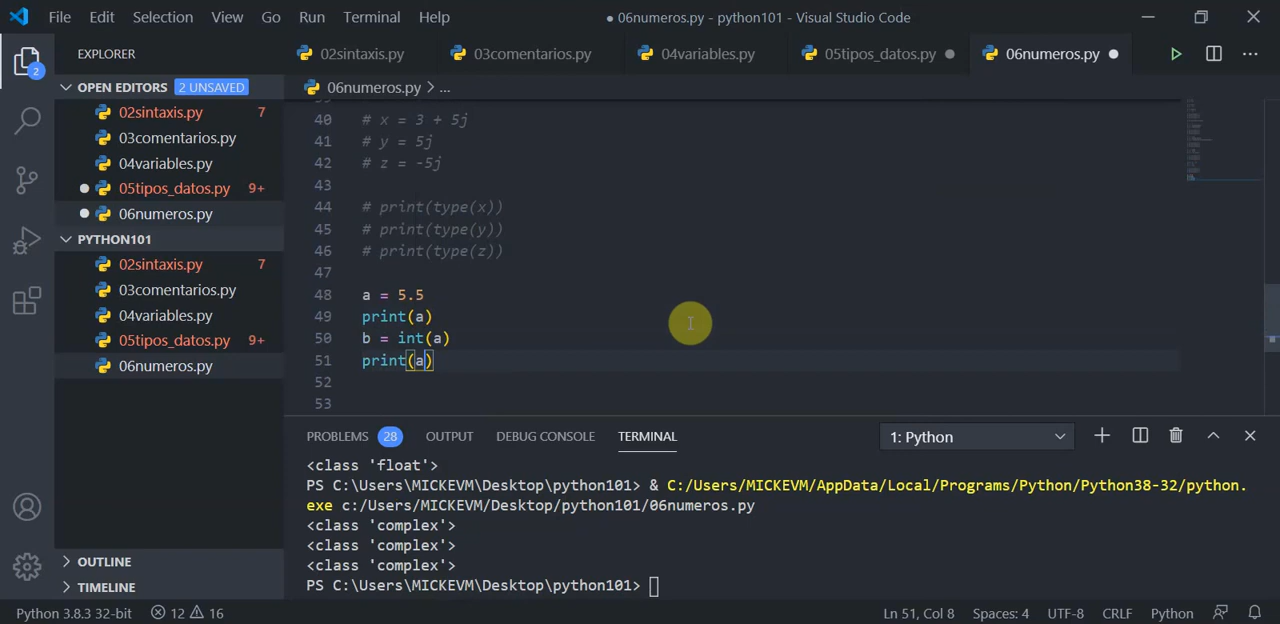 File Edit Selection View Go Run Terminal Help
● 06numeros.py - python101 - Visual Studio Code
EXPLORER
02sintaxis.py 03comentarios.py 04variables.py 05tipos_datos.py 06numeros.py
OPEN EDITORS 2 UNSAVED
02sintaxis.py 7
03comentarios.py
04variables.py
05tipos_datos.py 9+
06numeros.py
PYTHON101
02sintaxis.py 7
03comentarios.py
04variables.py
05tipos_datos.py 9+
06numeros.py
OUTLINE
TIMELINE
2
06numeros.py > ...
40 # x = 3 + 5j
41 # y = 5j
42 # z = -5j
43
44 # print(type(x))
45 # print(type(y))
46 # print(type(z))
47
48 a = 5.5
49 print(a)
50 b = int(a)
51 print(a)
52
53
PROBLEMS 28 OUTPUT DEBUG CONSOLE TERMINAL 1: Python
<class 'float'>
PS C:\Users\MICKEVM\Desktop\python101> & C:/Users/MICKEVM/AppData/Local/Programs/Python/Python38-32/python.
exe c:/Users/MICKEVM/Desktop/python101/06numeros.py
<class 'complex'>
<class 'complex'>
<class 'complex'>
PS C:\Users\MICKEVM\Desktop\python101>
Python 3.8.3 32-bit 12 16 Ln 51, Col 8 Spaces: 4 UTF-8 CRLF Python